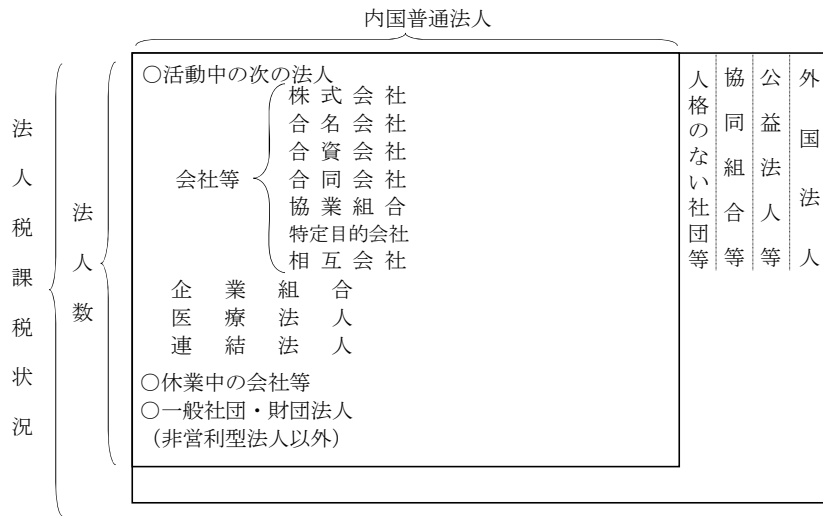 内国普通法人
○活動中の次の法人
株式会社
合名会社
合資会社
会社等
合同会社
協業組合
特定目的会社
相互会社
企業組合
医療法人
連結法人
○休業中の会社等
○一般社団・財団法人
（非営利型法人以外）
法人税課税状況
法人数
人格のない社団等
協同組合等
公益法人等
外国法人